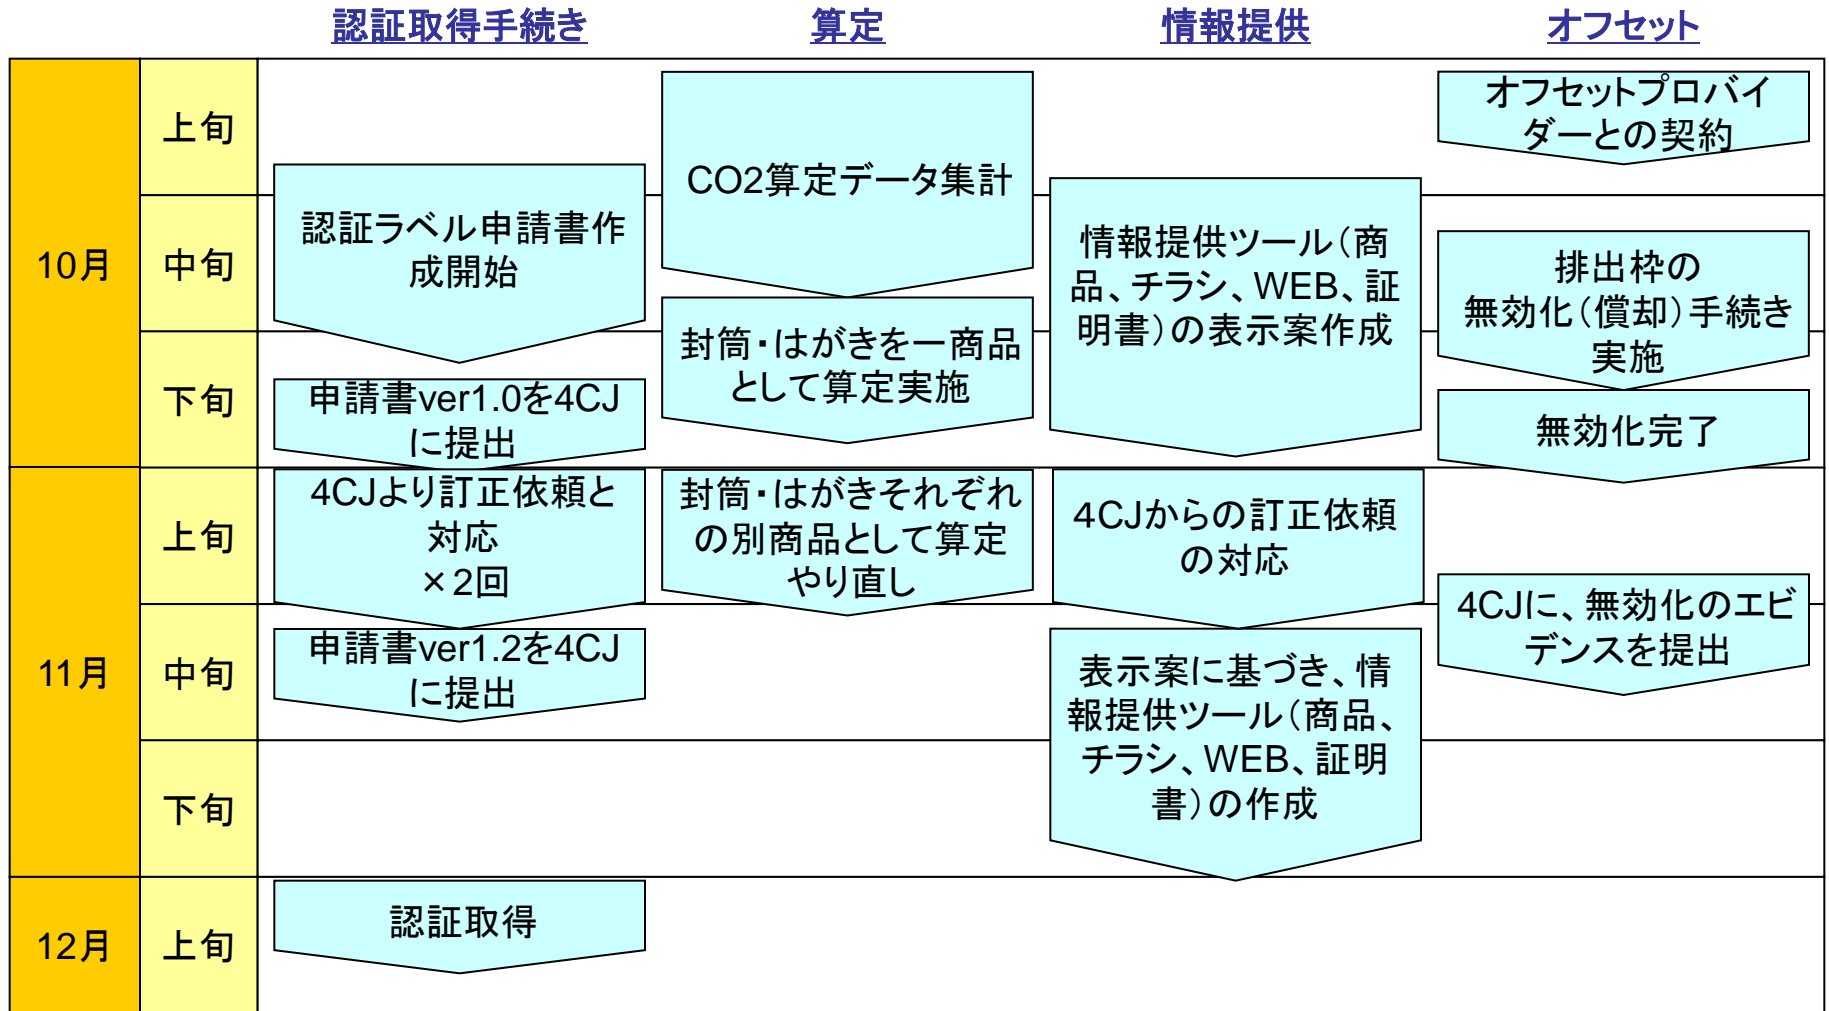 認証取得手続き
算定
情報提供
オフセット
10月
上旬
中旬
下旬
11月
上旬
中旬
下旬
12月
上旬
認証ラベル申請書作
成開始
申請書ver1.0を4CJ
に提出
4CJより訂正依頼と
対応
×2回
申請書ver1.2を4CJ
に提出
認証取得
CO2算定データ集計
封筒・はがきを一商品
として算定実施
封筒・はがきそれぞれ
の別商品として算定
やり直し
情報提供ツール（商
品、チラシ、WEB、証
明書）の表示案作成
４CJからの訂正依頼
の対応
表示案に基づき、情
報提供ツール（商品、
チラシ、WEB、証明
書）の作成
オフセットプロバイ
ダーとの契約
排出枠の
無効化（償却）手続き
実施
無効化完了
4CJに、無効化のエビ
デンスを提出